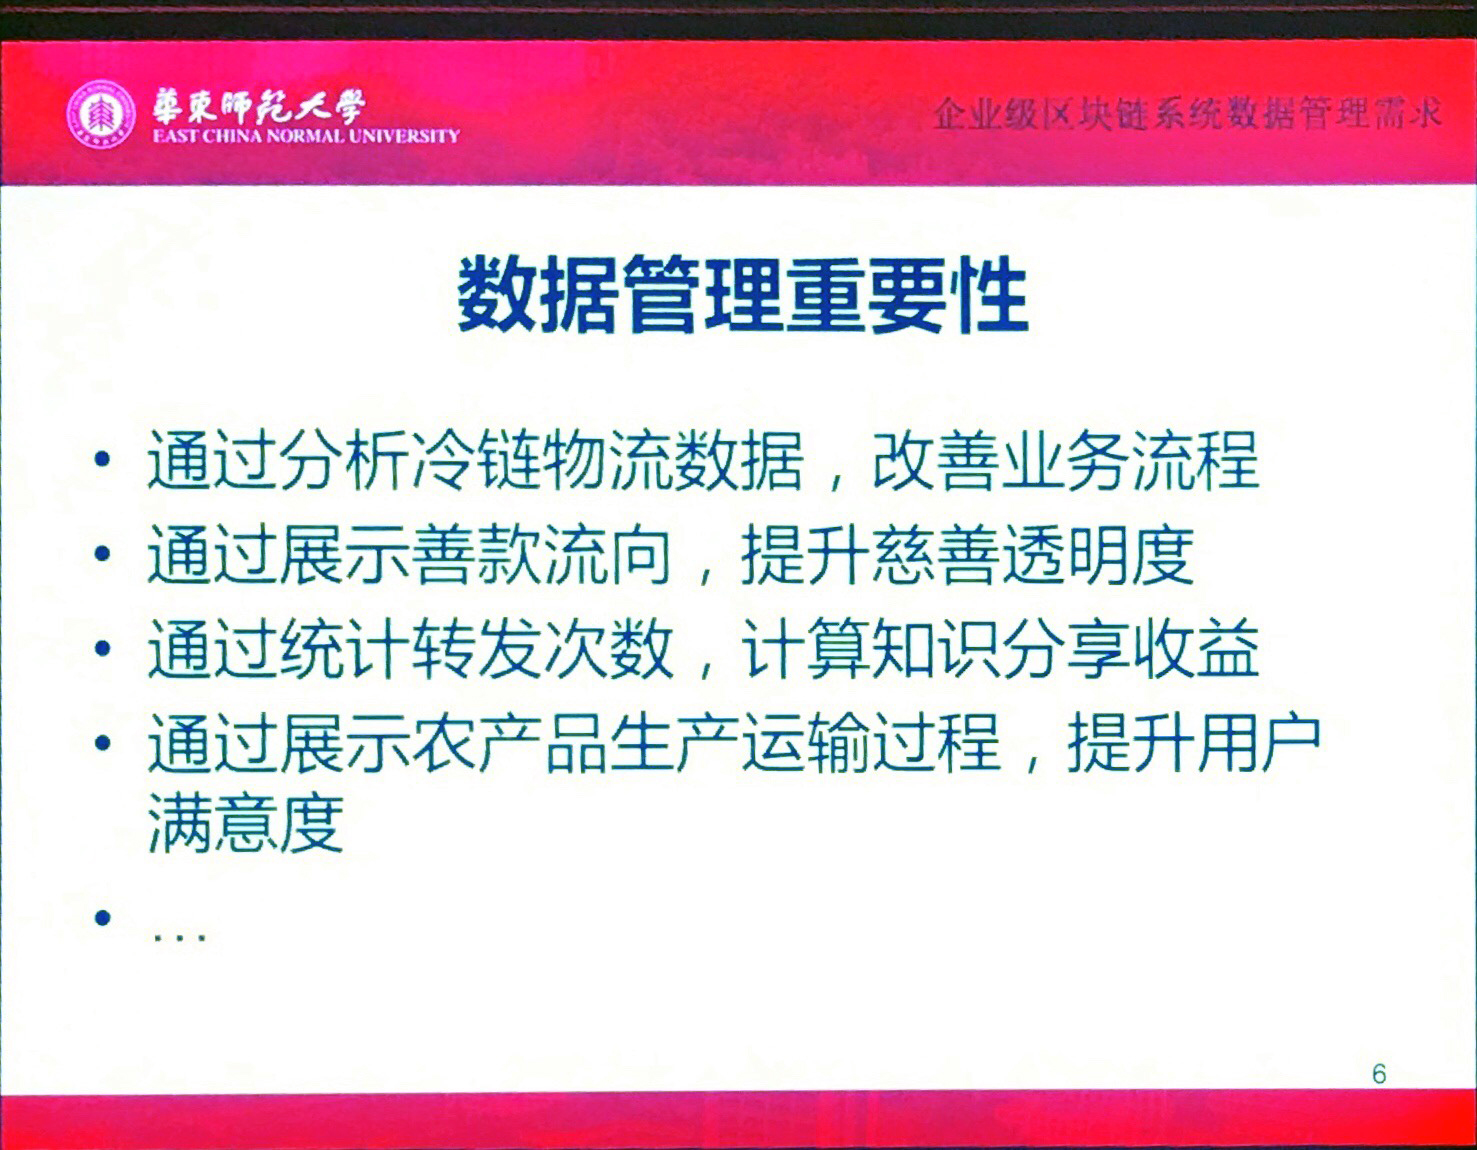 華東師範大學
EAST CHINA NORMAL UNIVERSITY
企业级区块链系统数据管理需求
数据管理重要性
• 通过分析冷链物流数据，改善业务流程
• 通过展示善款流向，提升慈善透明度
• 通过统计转发次数，计算知识分享收益
• 通过展示农产品生产运输过程，提升用户
满意度
• ...
6